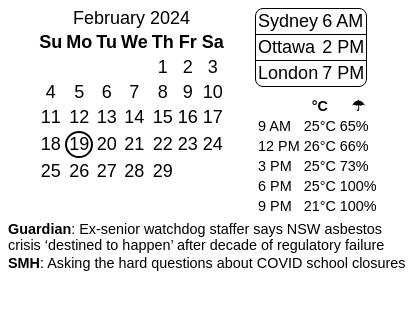 February 2024
Su Mo Tu We Th Fr Sa
1 2 3
4 5 6 7 8 9 10
11 12 13 14 15 16 17
18 19 20 21 22 23 24
25 26 27 28 29
Sydney 6 AM
Ottawa 2 PM
London 7 PM
°C ☂
9 AM 25°C 65%
12 PM 26°C 66%
3 PM 25°C 73%
6 PM 25°C 100%
9 PM 21°C 100%
Guardian: Ex-senior watchdog staffer says NSW asbestos
crisis ‘destined to happen’ after decade of regulatory failure
SMH: Asking the hard questions about COVID school closures